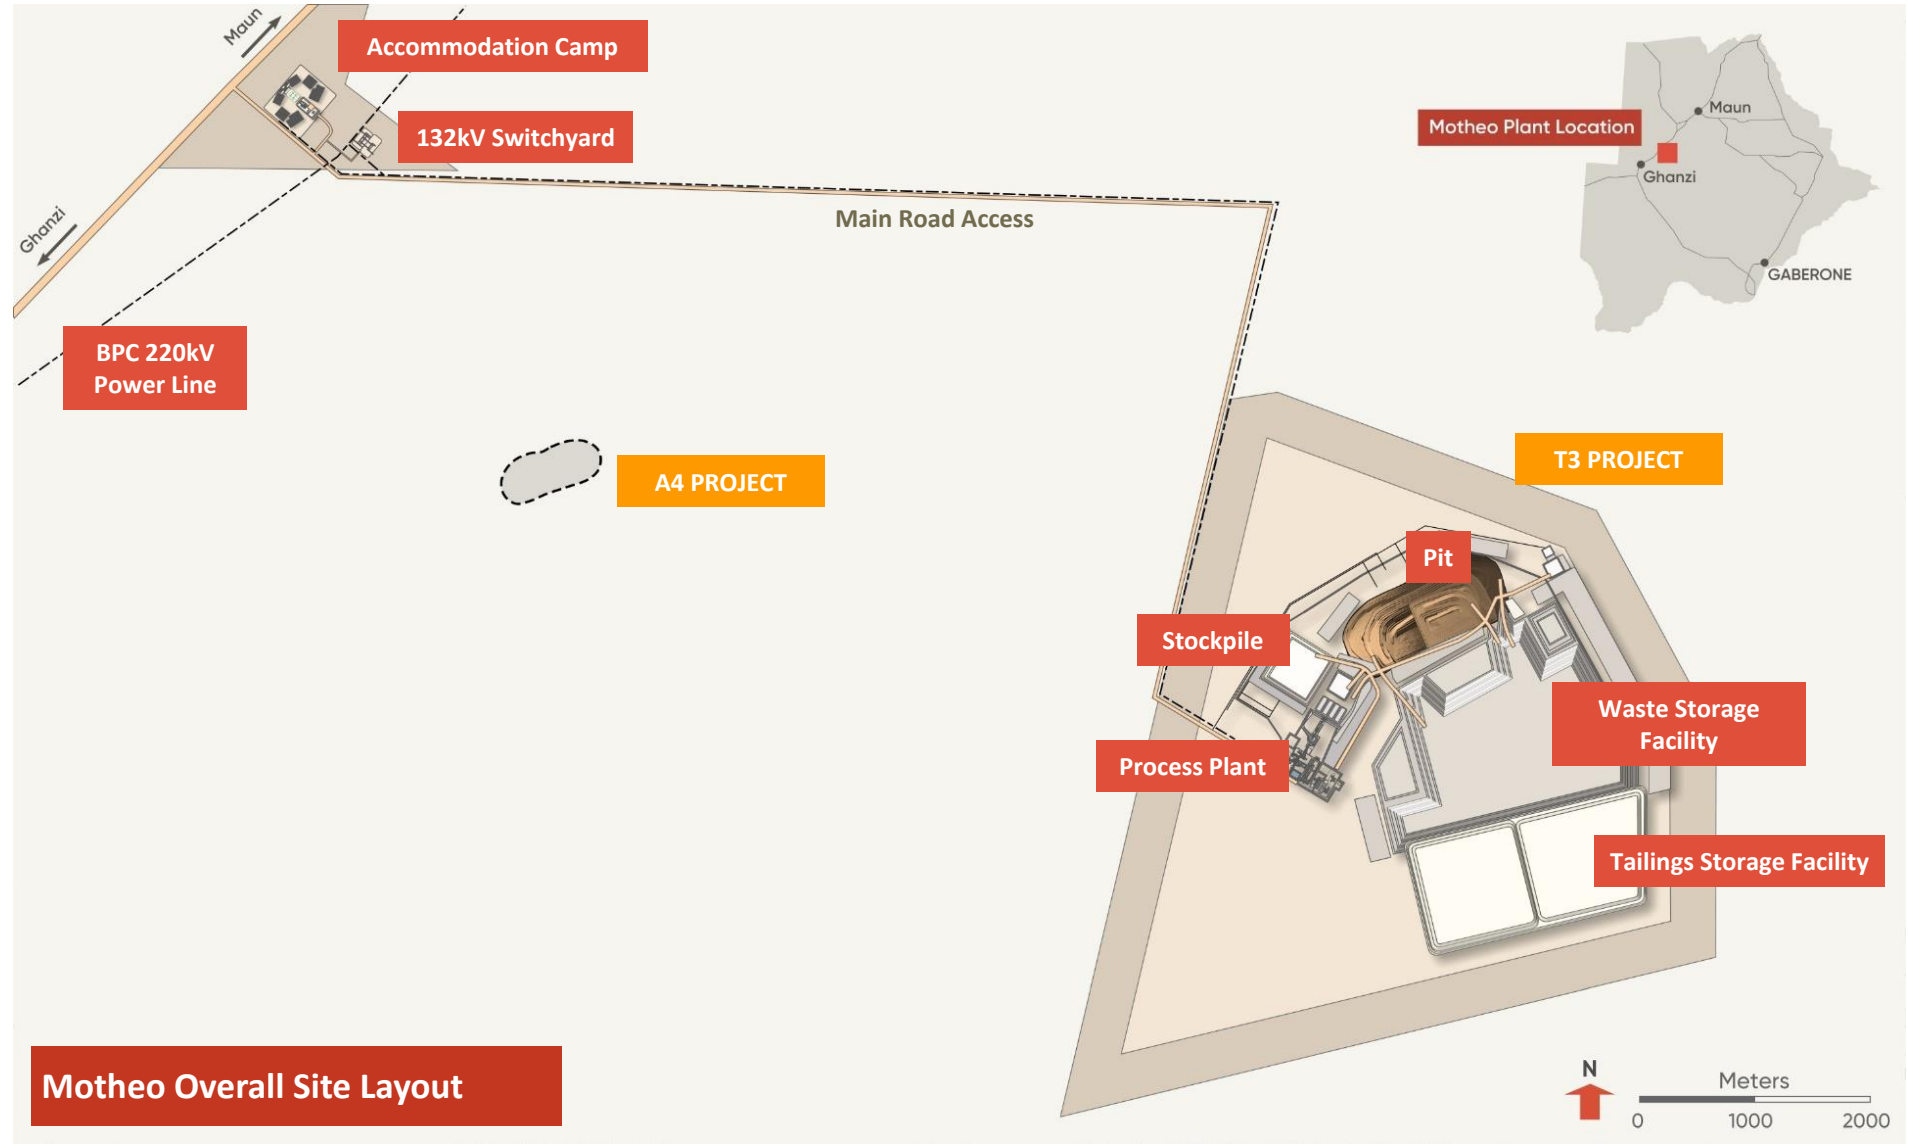 Maun
Accommodation Camp
132kV Switchyard
Ghanzi
Main Road Access
BPC 220kV
Power Line
A4 PROJECT
Motheo Plant Location
Maun
Ghanzi
GABERONE
T3 PROJECT
Pit
Stockpile
Waste Storage
Facility
Process Plant
Tailings Storage Facility
Motheo Overall Site Layout
N
Meters
0 1000 2000